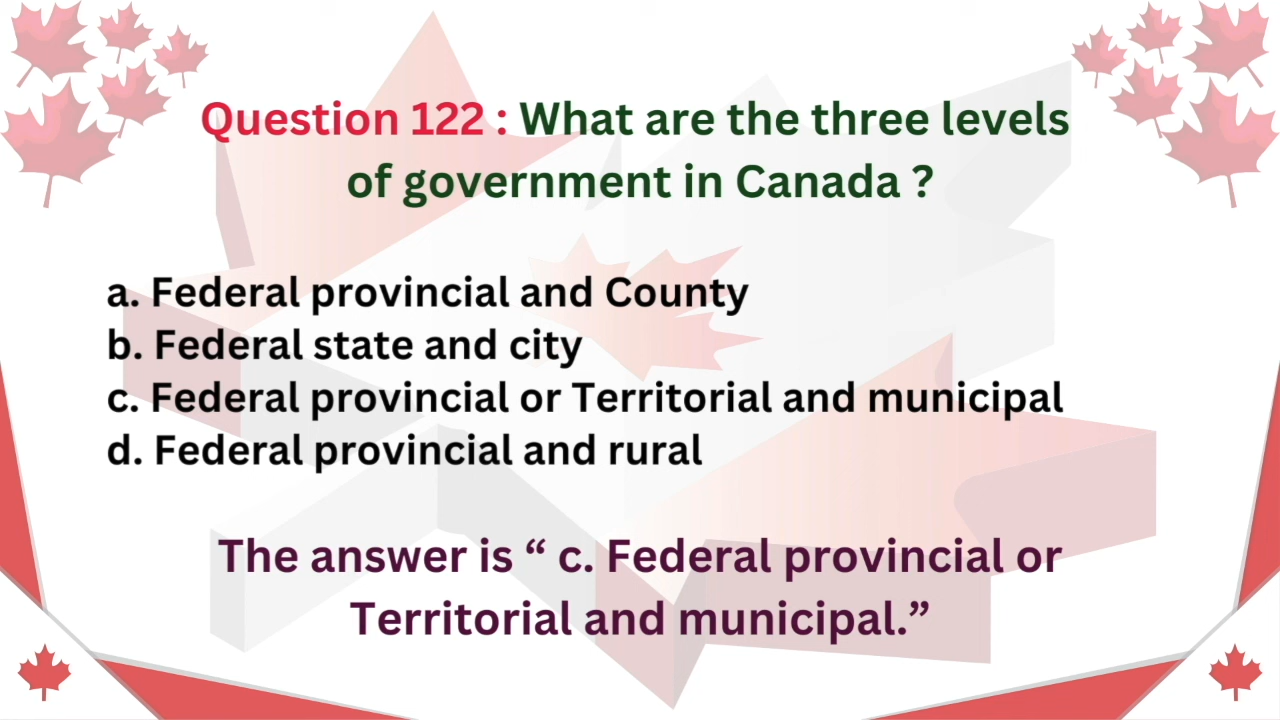 Question 122 : What are the three levels
of government in Canada ?
a. Federal provincial and County
b. Federal state and city
c. Federal provincial or Territorial and municipal
d. Federal provincial and rural
The answer is “ c. Federal provincial or
Territorial and municipal.”